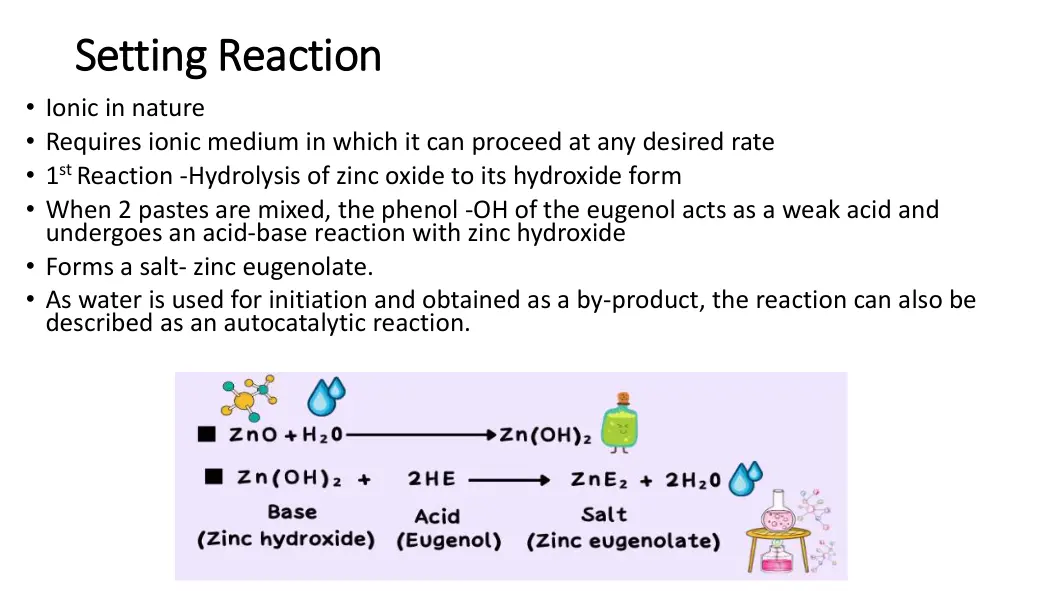 Setting Reaction
• Ionic in nature
• Requires ionic medium in which it can proceed at any desired rate
• 1st Reaction -Hydrolysis of zinc oxide to its hydroxide form
• When 2 pastes are mixed, the phenol -OH of the eugenol acts as a weak acid and
undergoes an acid-base reaction with zinc hydroxide
• Forms a salt- zinc eugenolate.
• As water is used for initiation and obtained as a by-product, the reaction can also be
described as an autocatalytic reaction.
■ ZnO + H₂O ⟶ Zn(OH)₂
■ Zn(OH)₂ + 2HE ⟶ ZnE₂ + 2H₂O
Base Acid Salt
(Zinc hydroxide) (Eugenol) (Zinc eugenolate)